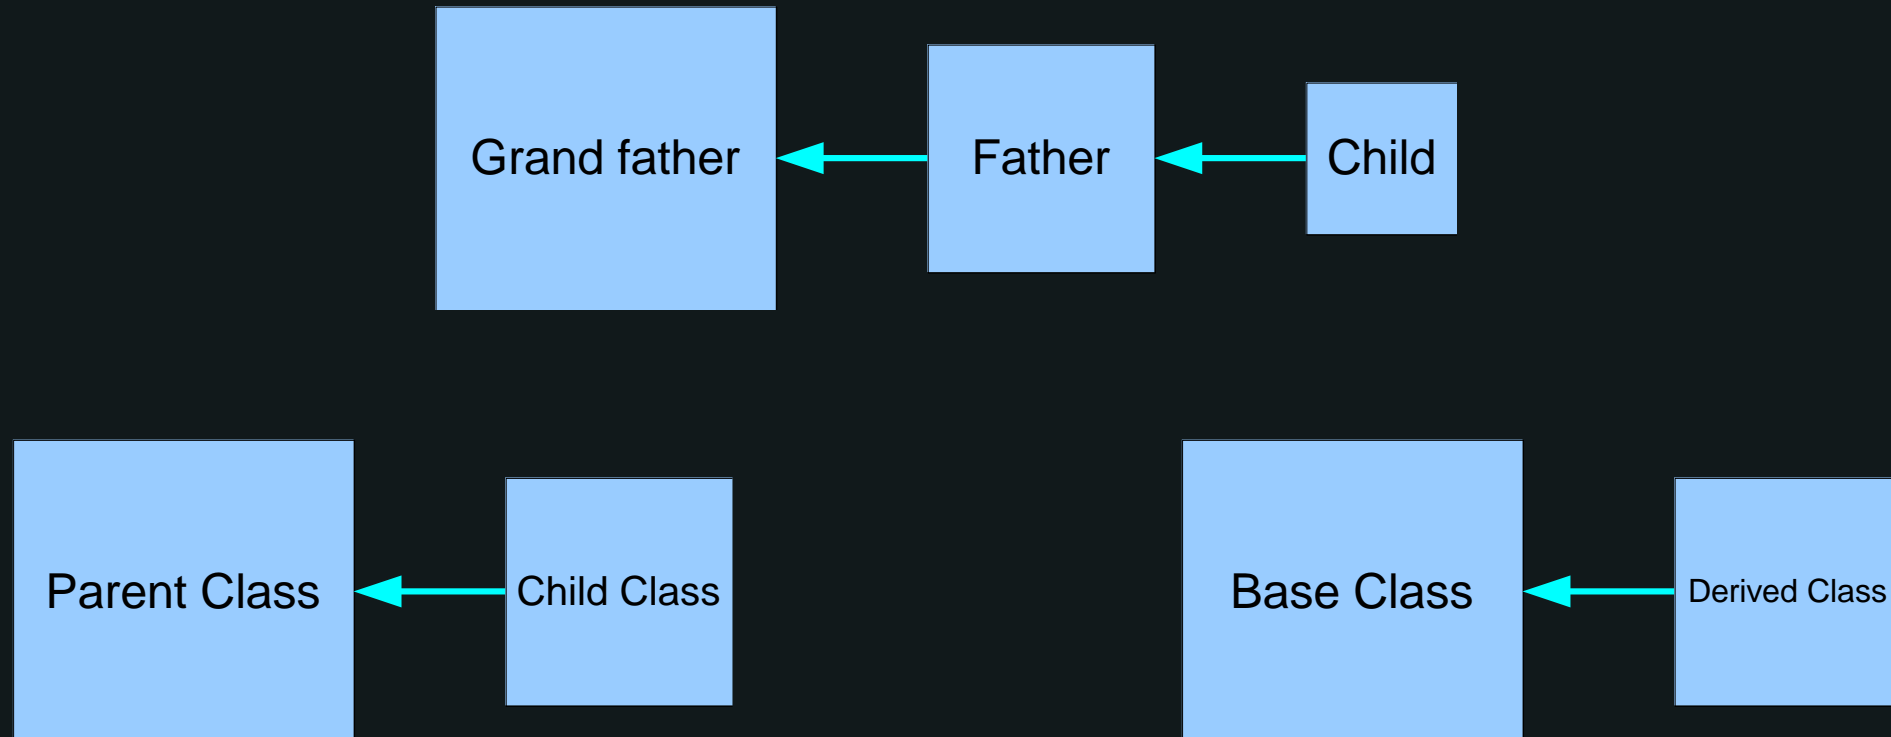 Grand father
Father
Child
Parent Class
Child Class
Base Class
Derived Class